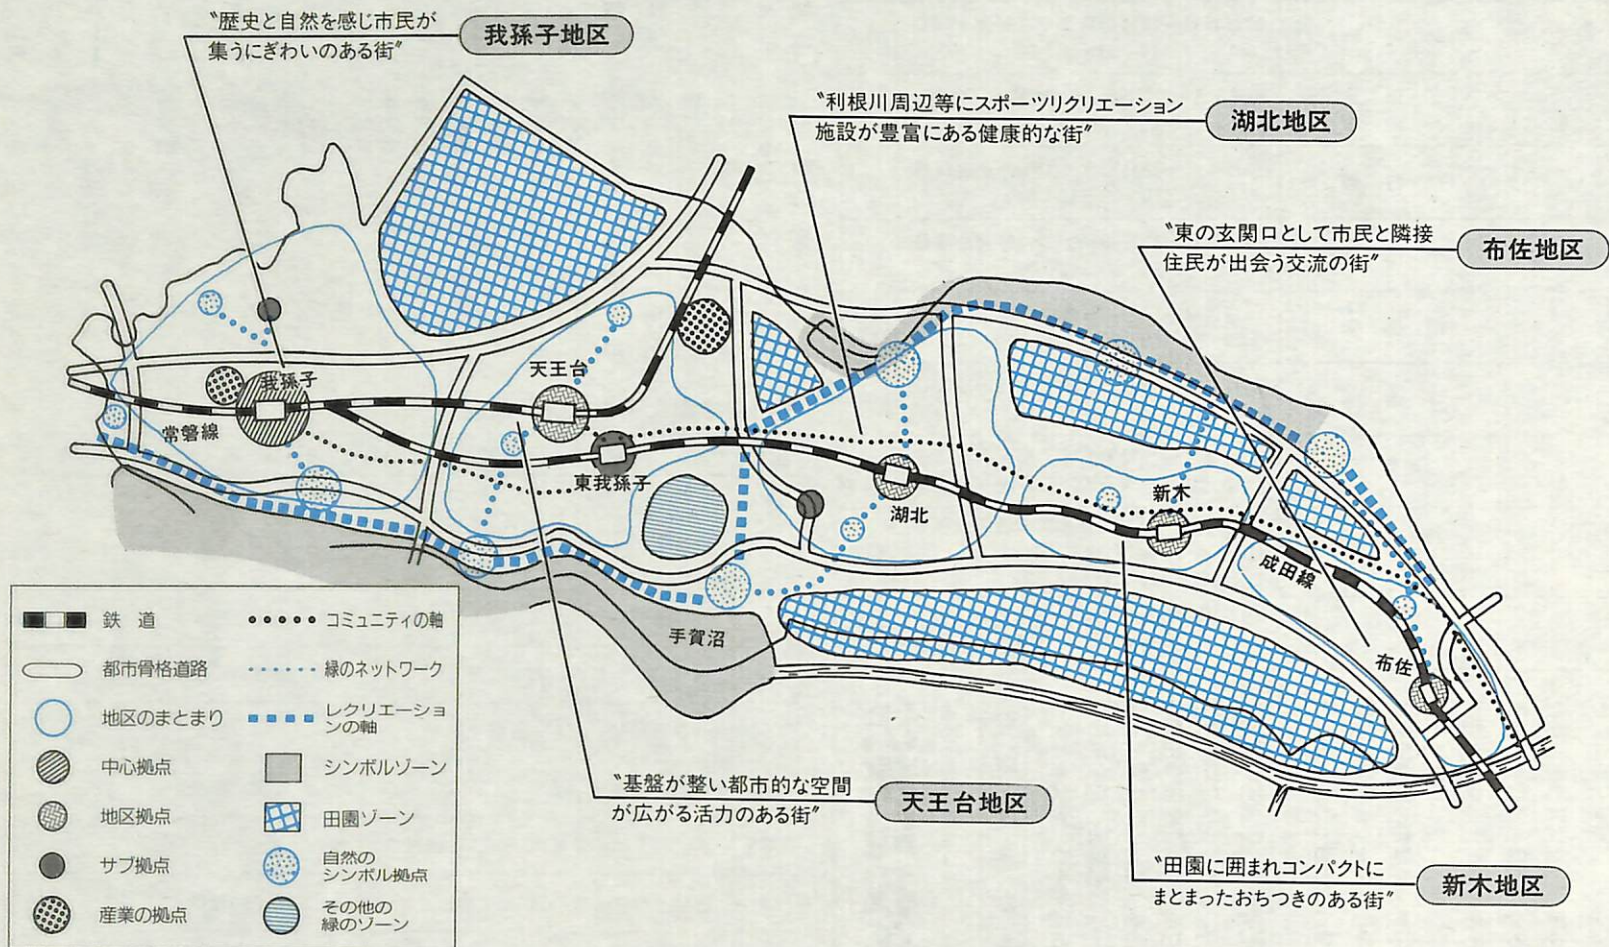 〝歴史と自然を感じ市民が
集うにぎわいのある街〞
我孫子地区
〝利根川周辺等にスポーツリクリエーション
施設が豊富にある健康的な街〞
湖北地区
〝東の玄関口として市民と隣接
住民が出会う交流の街〞
布佐地区
天王台
我孫子
常磐線
東我孫子
湖北
新木
成田線
布佐
手賀沼
〝基盤が整い都市的な空間
が広がる活力のある街〞
天王台地区
〝田園に囲まれコンパクトに
まとまったおちつきのある街〞
新木地区
鉄 道
都市骨格道路
地区のまとまり
中心拠点
地区拠点
サブ拠点
産業の拠点
コミュニティの軸
緑のネットワーク
レクリエーショ
ンの軸
シンボルゾーン
田園ゾーン
自然の
シンボル拠点
その他の
緑のゾーン